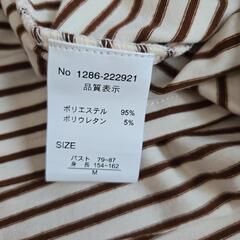 No 1286-222921
品質表示
ポリエステル 95%
ポリウレタン 5%
SIZE
バスト 79-87
身長 154-162
M